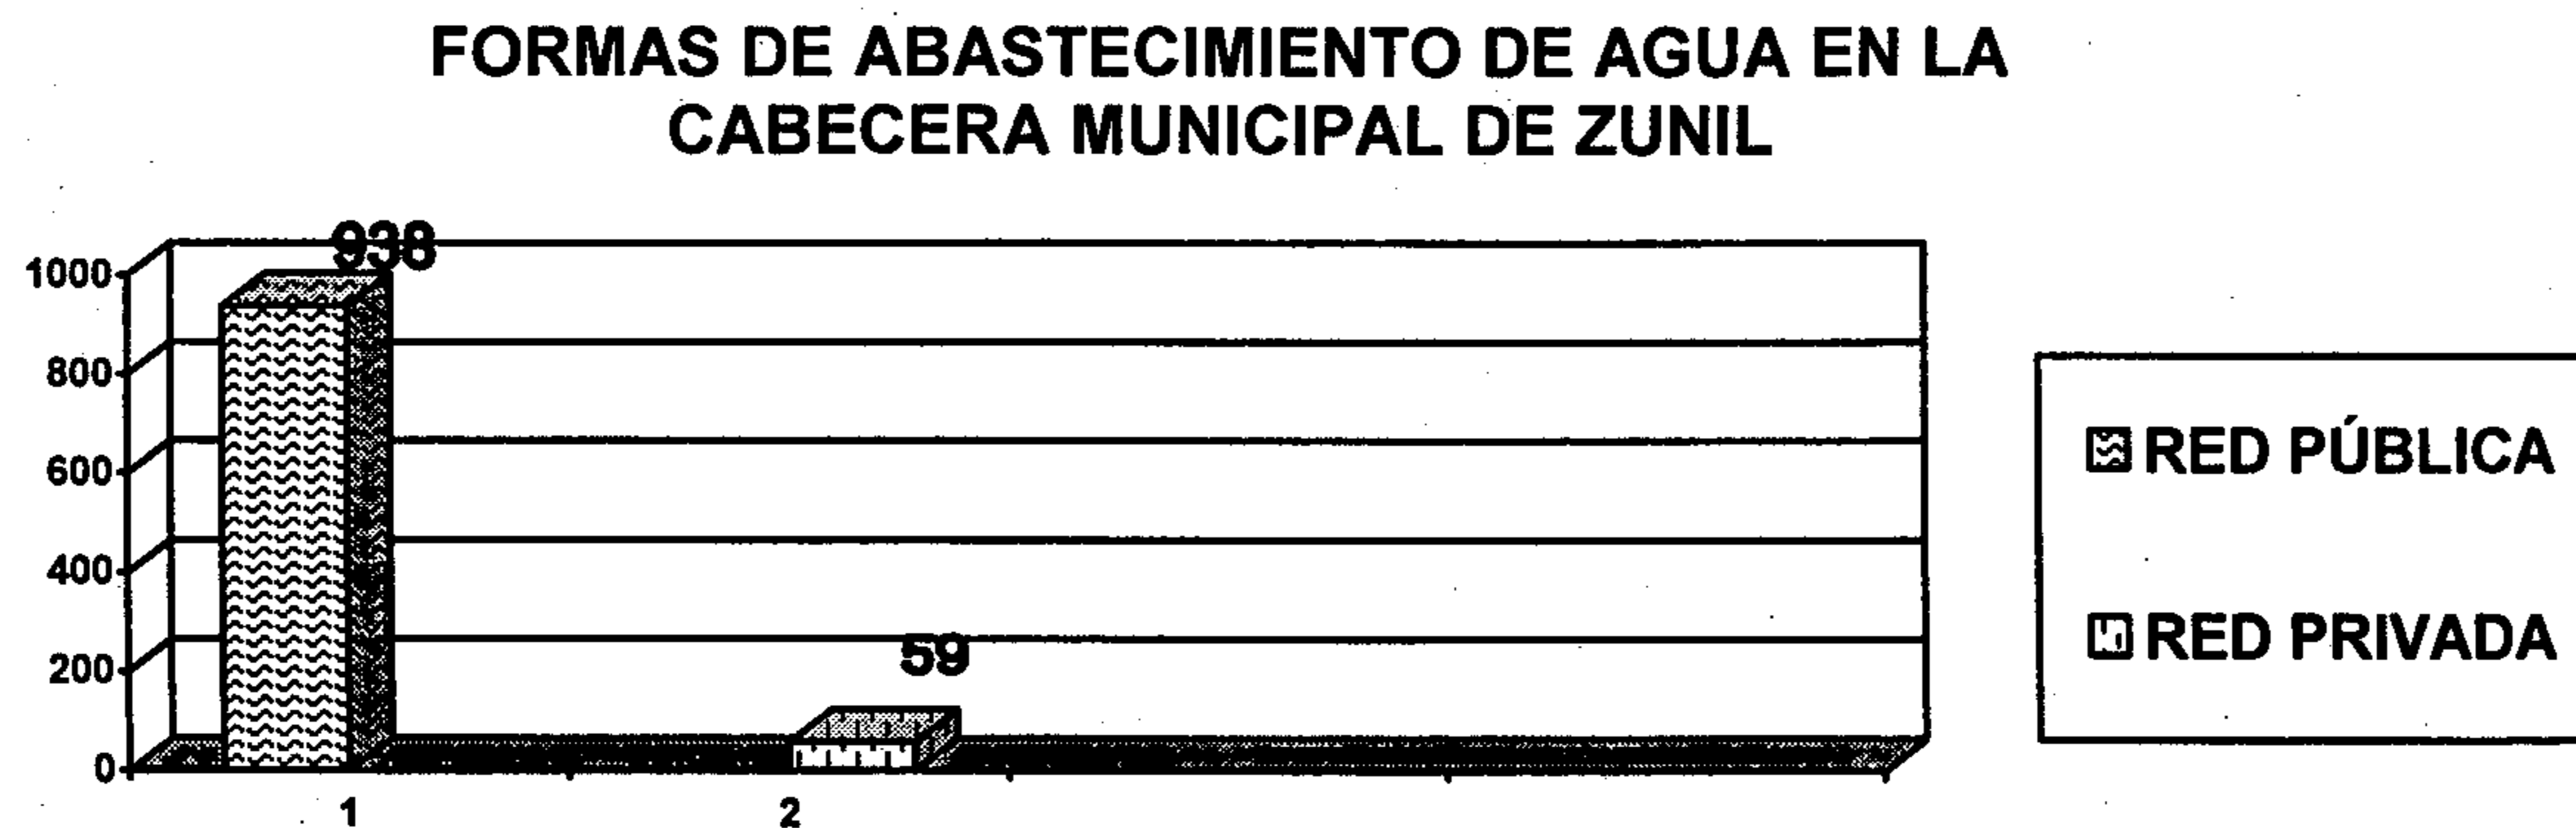 FORMAS DE ABASTECIMIENTO DE AGUA EN LA
CABECERA MUNICIPAL DE ZUNIL
938
1000
800
600
400
200
0
59
1
2
RED PÚBLICA
RED PRIVADA